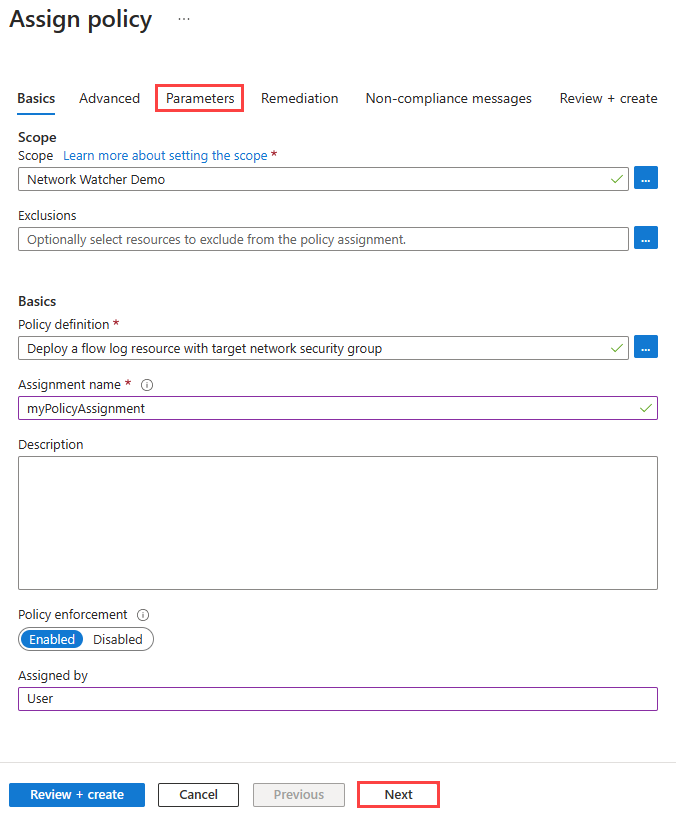 Assign policy ...
Basics Advanced Parameters Remediation Non-compliance messages Review + create
Scope
Scope Learn more about setting the scope *
Network Watcher Demo ...
Exclusions
Optionally select resources to exclude from the policy assignment. ...
Basics
Policy definition *
Deploy a flow log resource with target network security group ...
Assignment name *
myPolicyAssignment
Description
Policy enforcement
Enabled Disabled
Assigned by
User
Review + create Cancel Previous Next